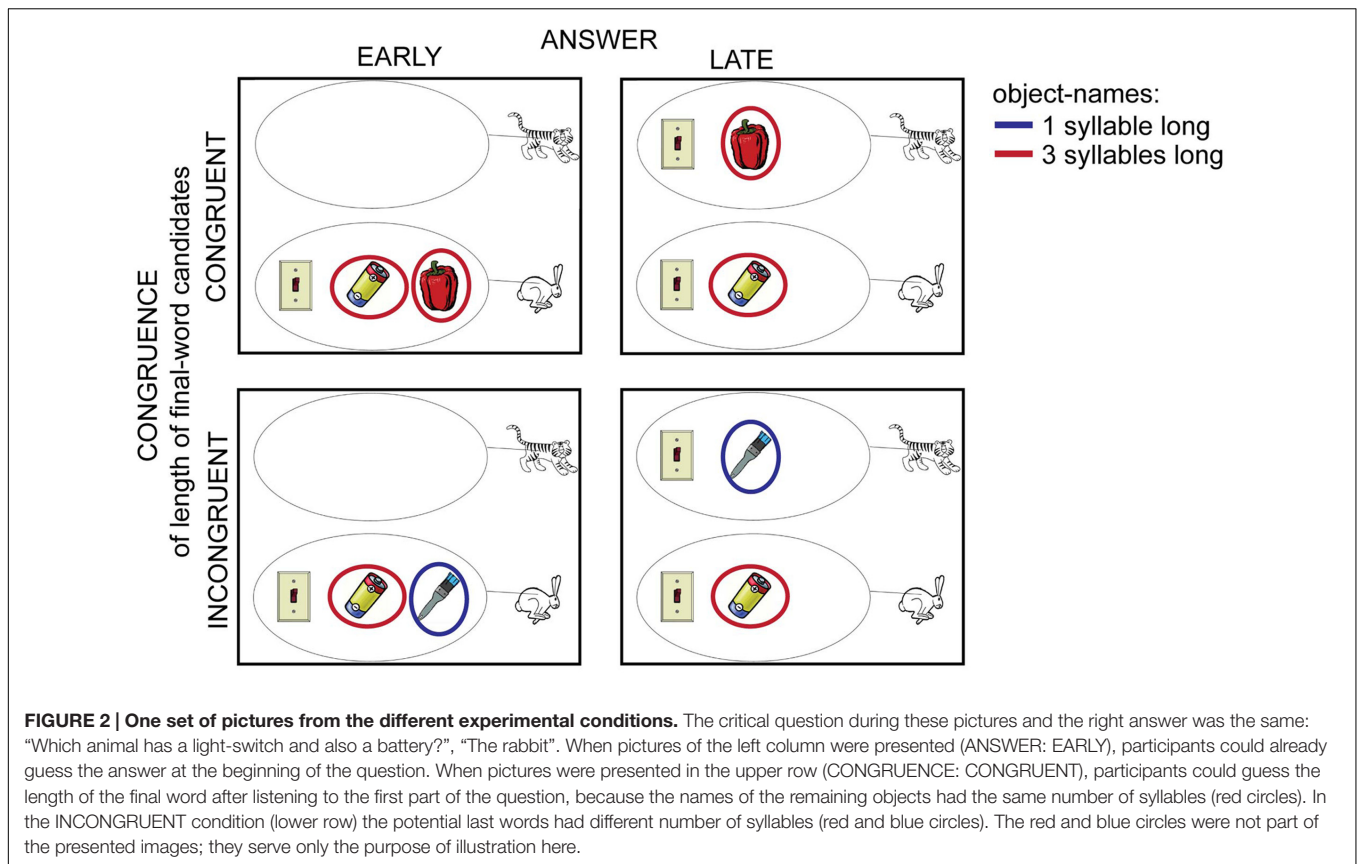 ANSWER
EARLY
LATE
object-names:
1 syllable long
3 syllables long
CONGRUENCE
of length of final-word candidates
CONGRUENT
INCONGRUENT
FIGURE 2 | One set of pictures from the different experimental conditions. The critical question during these pictures and the right answer was the same:
“Which animal has a light-switch and also a battery?”, “The rabbit”. When pictures of the left column were presented (ANSWER: EARLY), participants could already
guess the answer at the beginning of the question. When pictures were presented in the upper row (CONGRUENCE: CONGRUENT), participants could guess the
length of the final word after listening to the first part of the question, because the names of the remaining objects had the same number of syllables (red circles). In
the INCONGRUENT condition (lower row) the potential last words had different number of syllables (red and blue circles). The red and blue circles were not part of
the presented images; they serve only the purpose of illustration here.